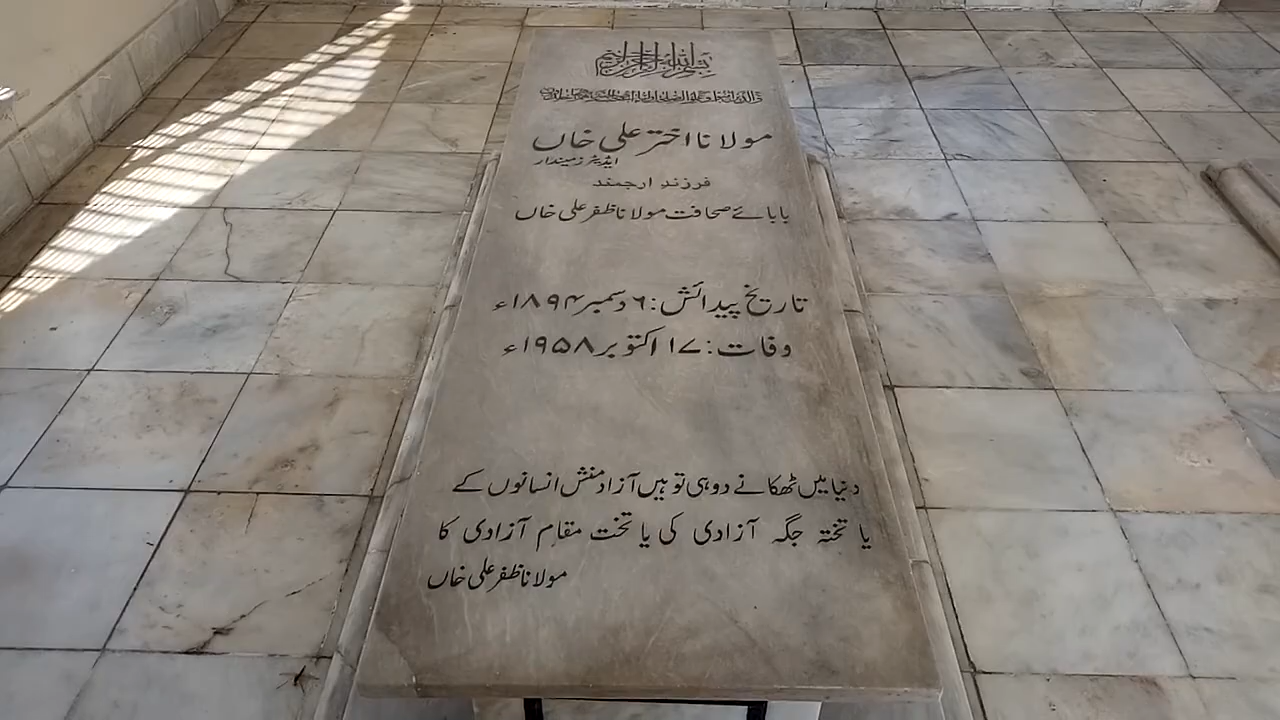 بسم اللہ الرحمن الرحیم
مولانا اختر علی خاں
ایڈیٹر زمیندار
فرزندِ ارجمند
بابائے صحافت مولانا ظفر علی خاں
تاریخ پیدائش: ۶ دسمبر ۱۸۹۴ء
وفات: ۱۷ اکتوبر ۱۹۵۸ء
دنیا میں ٹھکانے دو ہی تو ہیں آزاد منش انسانوں کے
یا تختہ جگہ آزادی کی یا تخت مقام آزادی کا
مولانا ظفر علی خاں